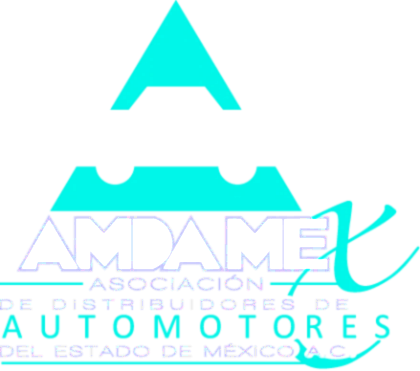 AMDAMEX
ASOCIACIÓN
DE DISTRIBUIDORES DE
AUTOMOTORES
DEL ESTADO DE MÉXICO, A.C.